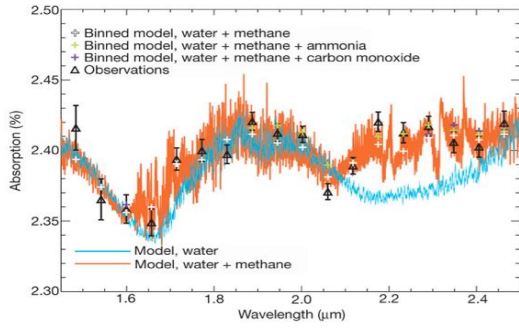 2.50
2.45
2.40
2.35
2.30
Absorption (%)
Binned model, water + methane
Binned model, water + methane + ammonia
Binned model, water + methane + carbon monoxide
Observations
Model, water
Model, water + methane
1.6
1.8
2.0
2.2
2.4
Wavelength (μm)